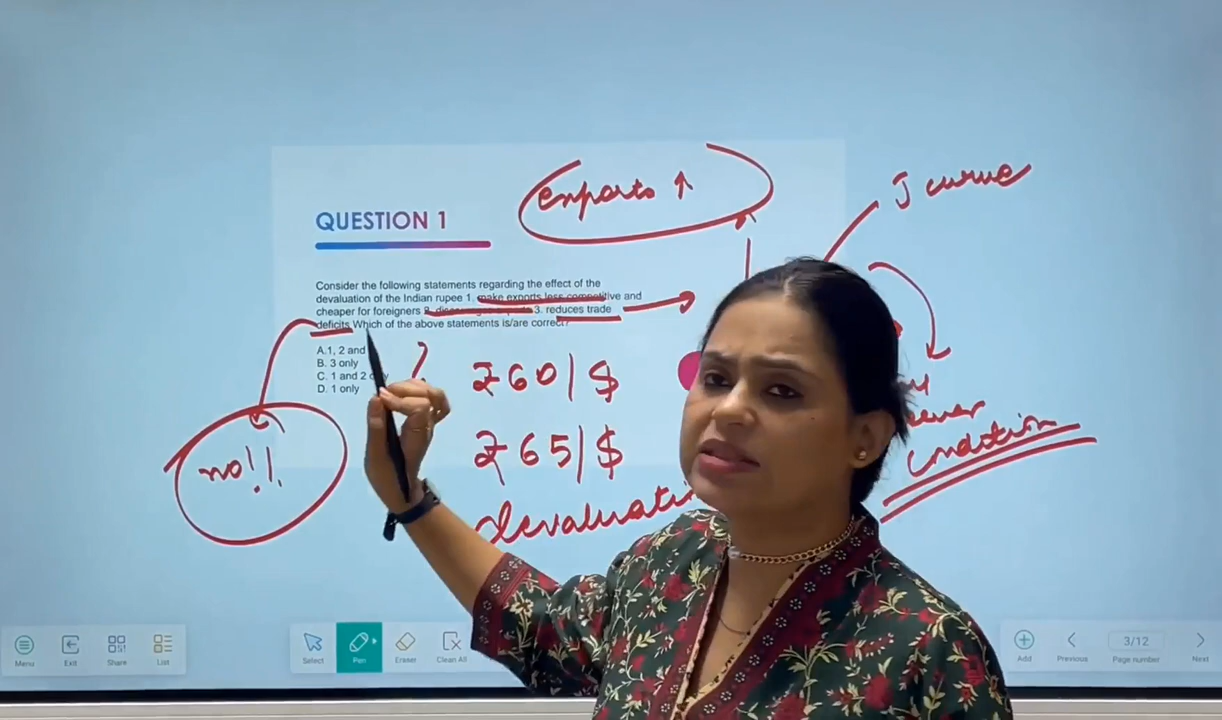 exports ↑
J curve
QUESTION 1
Consider the following statements regarding the effect of the
devaluation of the Indian rupee 1. make exports less competitive and
cheaper for foreigners 3. reduces trade
deficits Which of the above statements is/are correct?
A.1, 2 and
B. 3 only
C. 1 and 2 only
D. 1 only
₹60/$
no!!
₹65/$
condition
devaluati
Menu
Exit
Share
List
Select
Pen
Eraser
Clean All
Add
Previous
3/12
Page number
Next